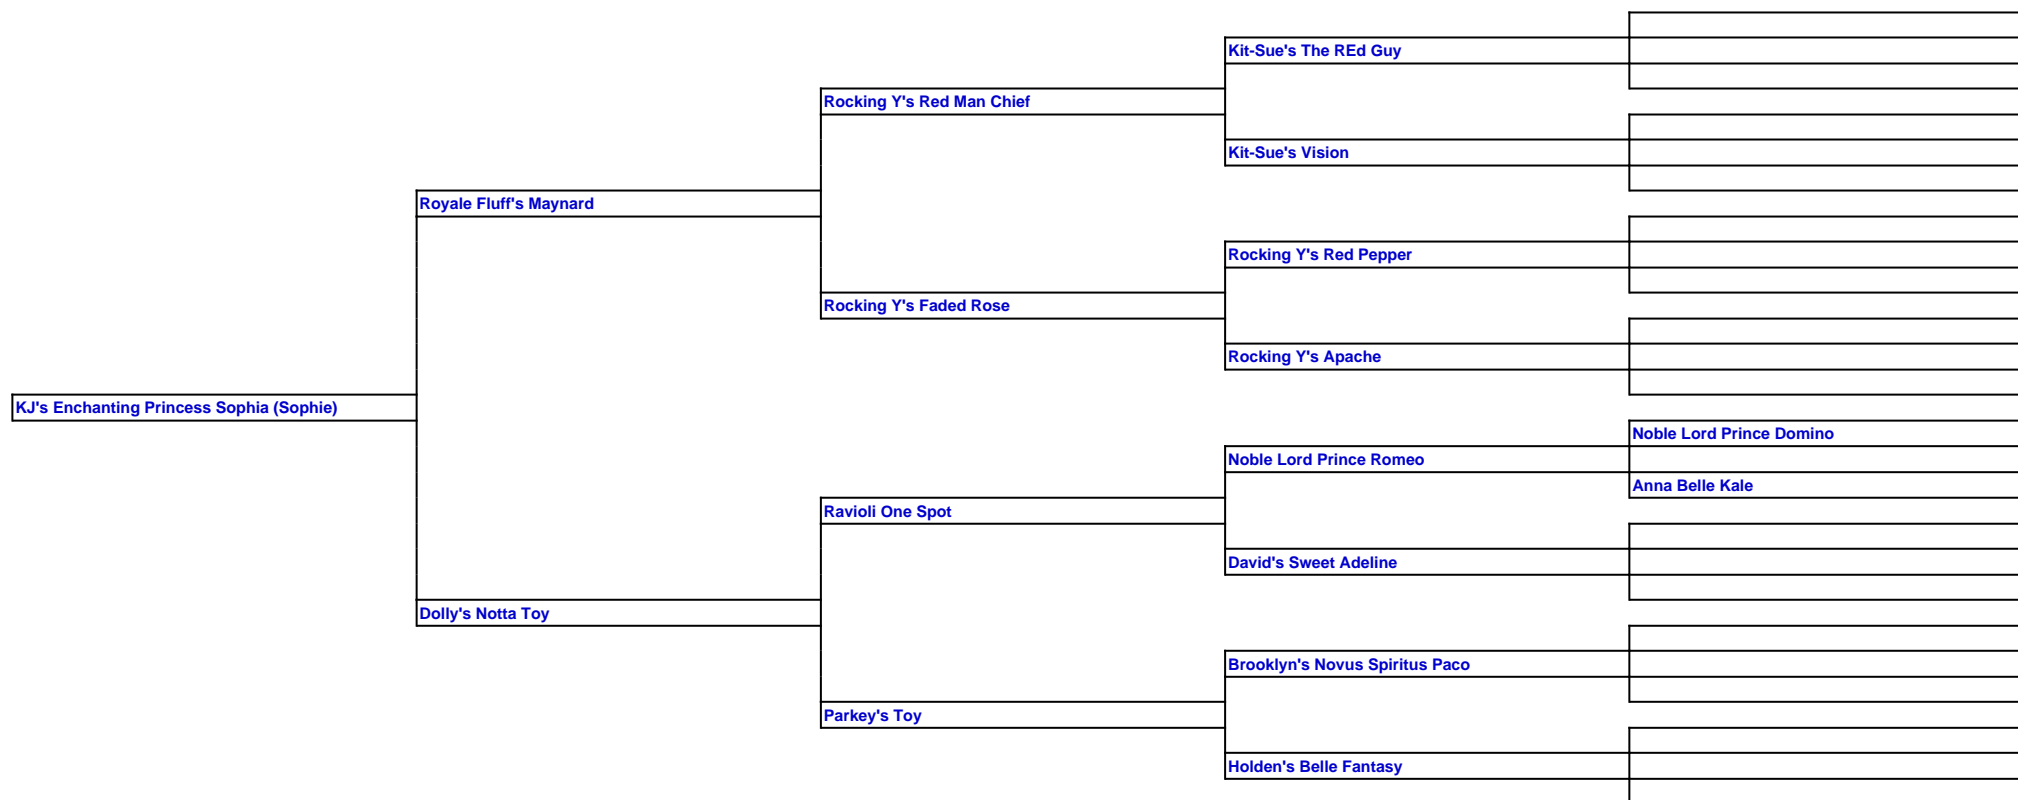 Kit-Sue's The REd Guy
Rocking Y's Red Man Chief
Kit-Sue's Vision
Royale Fluff's Maynard
Rocking Y's Red Pepper
Rocking Y's Faded Rose
Rocking Y's Apache
KJ's Enchanting Princess Sophia (Sophie)
Noble Lord Prince Domino
Noble Lord Prince Romeo
Anna Belle Kale
Ravioli One Spot
David's Sweet Adeline
Dolly's Notta Toy
Brooklyn's Novus Spiritus Paco
Parkey's Toy
Holden's Belle Fantasy